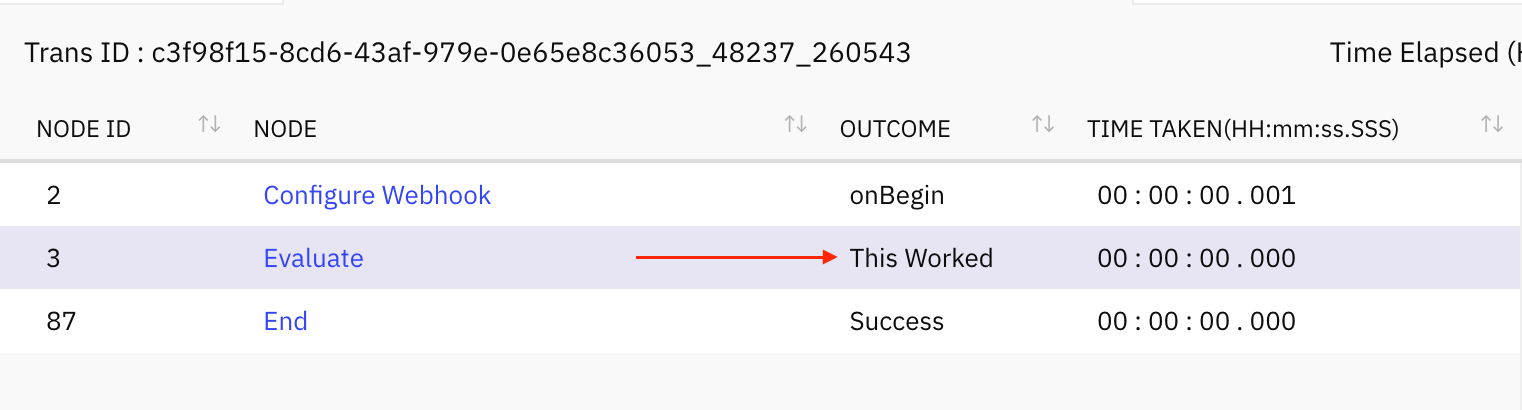 Trans ID : c3f98f15-8cd6-43af-979e-0e65e8c36053_48237_260543 Time Elapsed (
NODE ID NODE OUTCOME TIME TAKEN(HH:mm:ss.SSS)
2 Configure Webhook onBegin 00 : 00 : 00 . 001
3 Evaluate This Worked 00 : 00 : 00 . 000
87 End Success 00 : 00 : 00 . 000